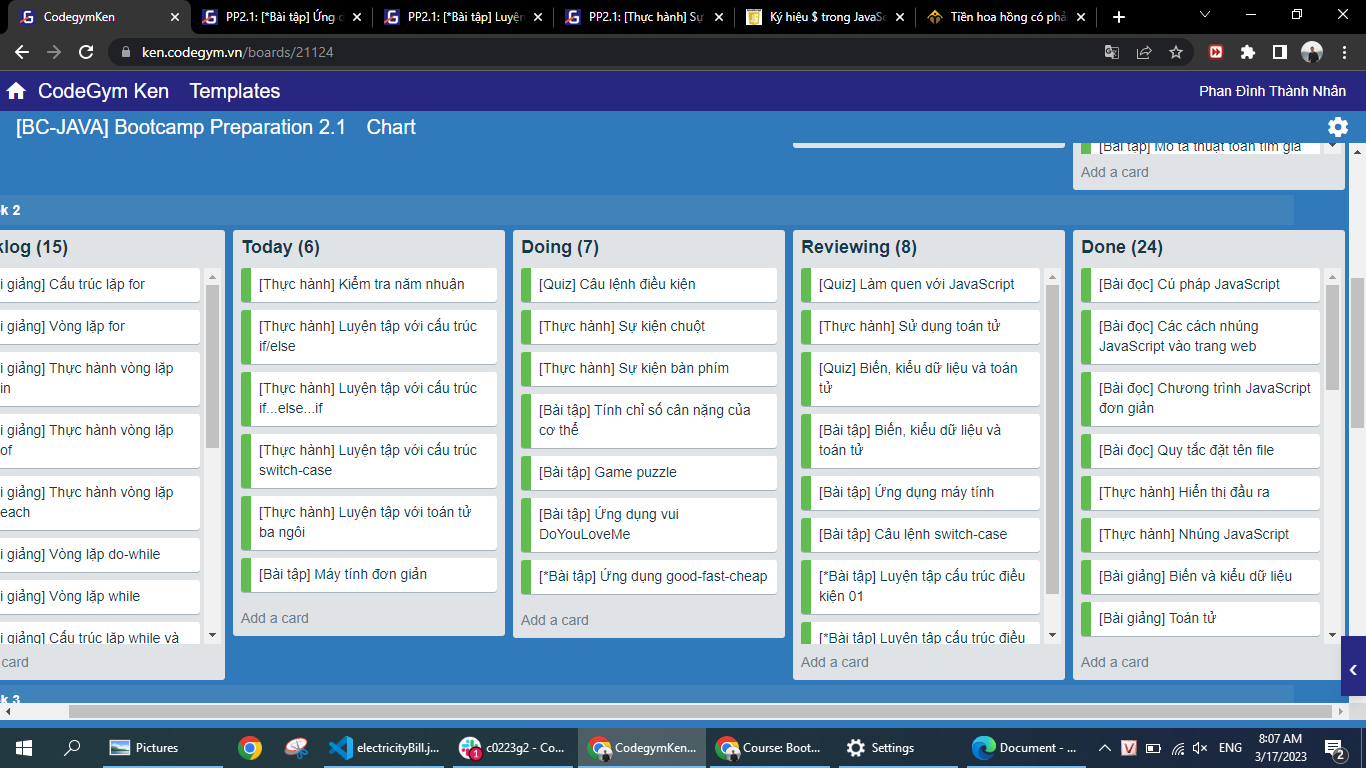 CodegymKen
PP2.1: [*Bài tập] Ứng
PP2.1: [*Bài tập] Luyện
PP2.1: [Thực hành] Sự
Ký hiệu $ trong JavaSc
Tiền hoa hồng có phả
ken.codegym.vn/boards/21124
CodeGym Ken
Templates
Phan Đình Thành Nhân
[BC-JAVA] Bootcamp Preparation 2.1
Chart
[Bài tập] Mô tả thuật toán tìm giá
Add a card
k 2
klog (15)
i giảng] Cấu trúc lặp for
i giảng] Vòng lặp for
i giảng] Thực hành vòng lặp
in
i giảng] Thực hành vòng lặp
of
i giảng] Thực hành vòng lặp
each
i giảng] Vòng lặp do-while
i giảng] Vòng lặp while
i giảng] Cấu trúc lặp while và
card
Today (6)
[Thực hành] Kiểm tra năm nhuận
[Thực hành] Luyện tập với cấu trúc
if/else
[Thực hành] Luyện tập với cấu trúc
if...else...if
[Thực hành] Luyện tập với cấu trúc
switch-case
[Thực hành] Luyện tập với toán tử
ba ngôi
[Bài tập] Máy tính đơn giản
Add a card
Doing (7)
[Quiz] Câu lệnh điều kiện
[Thực hành] Sự kiện chuột
[Thực hành] Sự kiện bàn phím
[Bài tập] Tính chỉ số cân nặng của
cơ thể
[Bài tập] Game puzzle
[Bài tập] Ứng dụng vui
DoYouLoveMe
[*Bài tập] Ứng dụng good-fast-cheap
Add a card
Reviewing (8)
[Quiz] Làm quen với JavaScript
[Thực hành] Sử dụng toán tử
[Quiz] Biến, kiểu dữ liệu và toán
tử
[Bài tập] Biến, kiểu dữ liệu và
toán tử
[Bài tập] Ứng dụng máy tính
[Bài tập] Câu lệnh switch-case
[*Bài tập] Luyện tập cấu trúc điều
kiện 01
[*Bài tập] Luyện tập cấu trúc điều
Add a card
Done (24)
[Bài đọc] Cú pháp JavaScript
[Bài đọc] Các cách nhúng
JavaScript vào trang web
[Bài đọc] Chương trình JavaScript
đơn giản
[Bài đọc] Quy tắc đặt tên file
[Thực hành] Hiển thị đầu ra
[Thực hành] Nhúng JavaScript
[Bài giảng] Biến và kiểu dữ liệu
[Bài giảng] Toán tử
Add a card
k 3
Pictures
electricityBill.j...
1
c0223g2 - Co...
CodegymKen...
Course: Boot...
Settings
Document - ...
V
ENG
8:07 AM
3/17/2023
2